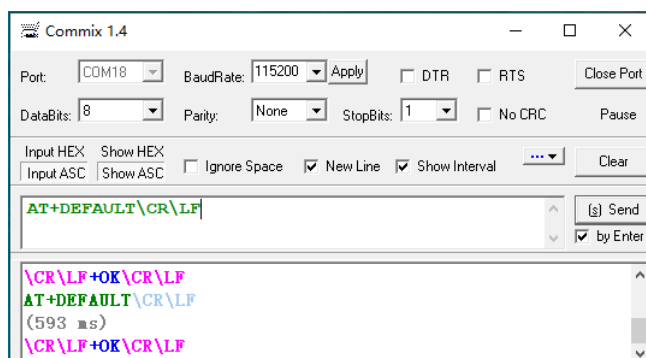 Commix 1.4
Port: COM18 BaudRate: 115200 Apply DTR RTS Close Port
DataBits: 8 Parity: None StopBits: 1 No CRC Pause
Input HEX Show HEX
Input ASC Show ASC Ignore Space New Line Show Interval ... Clear
AT+DEFAULT\CR\LF (s) Send
by Enter
\CR\LF+OK\CR\LF
AT+DEFAULT\CR\LF
(593 ms)
\CR\LF+OK\CR\LF